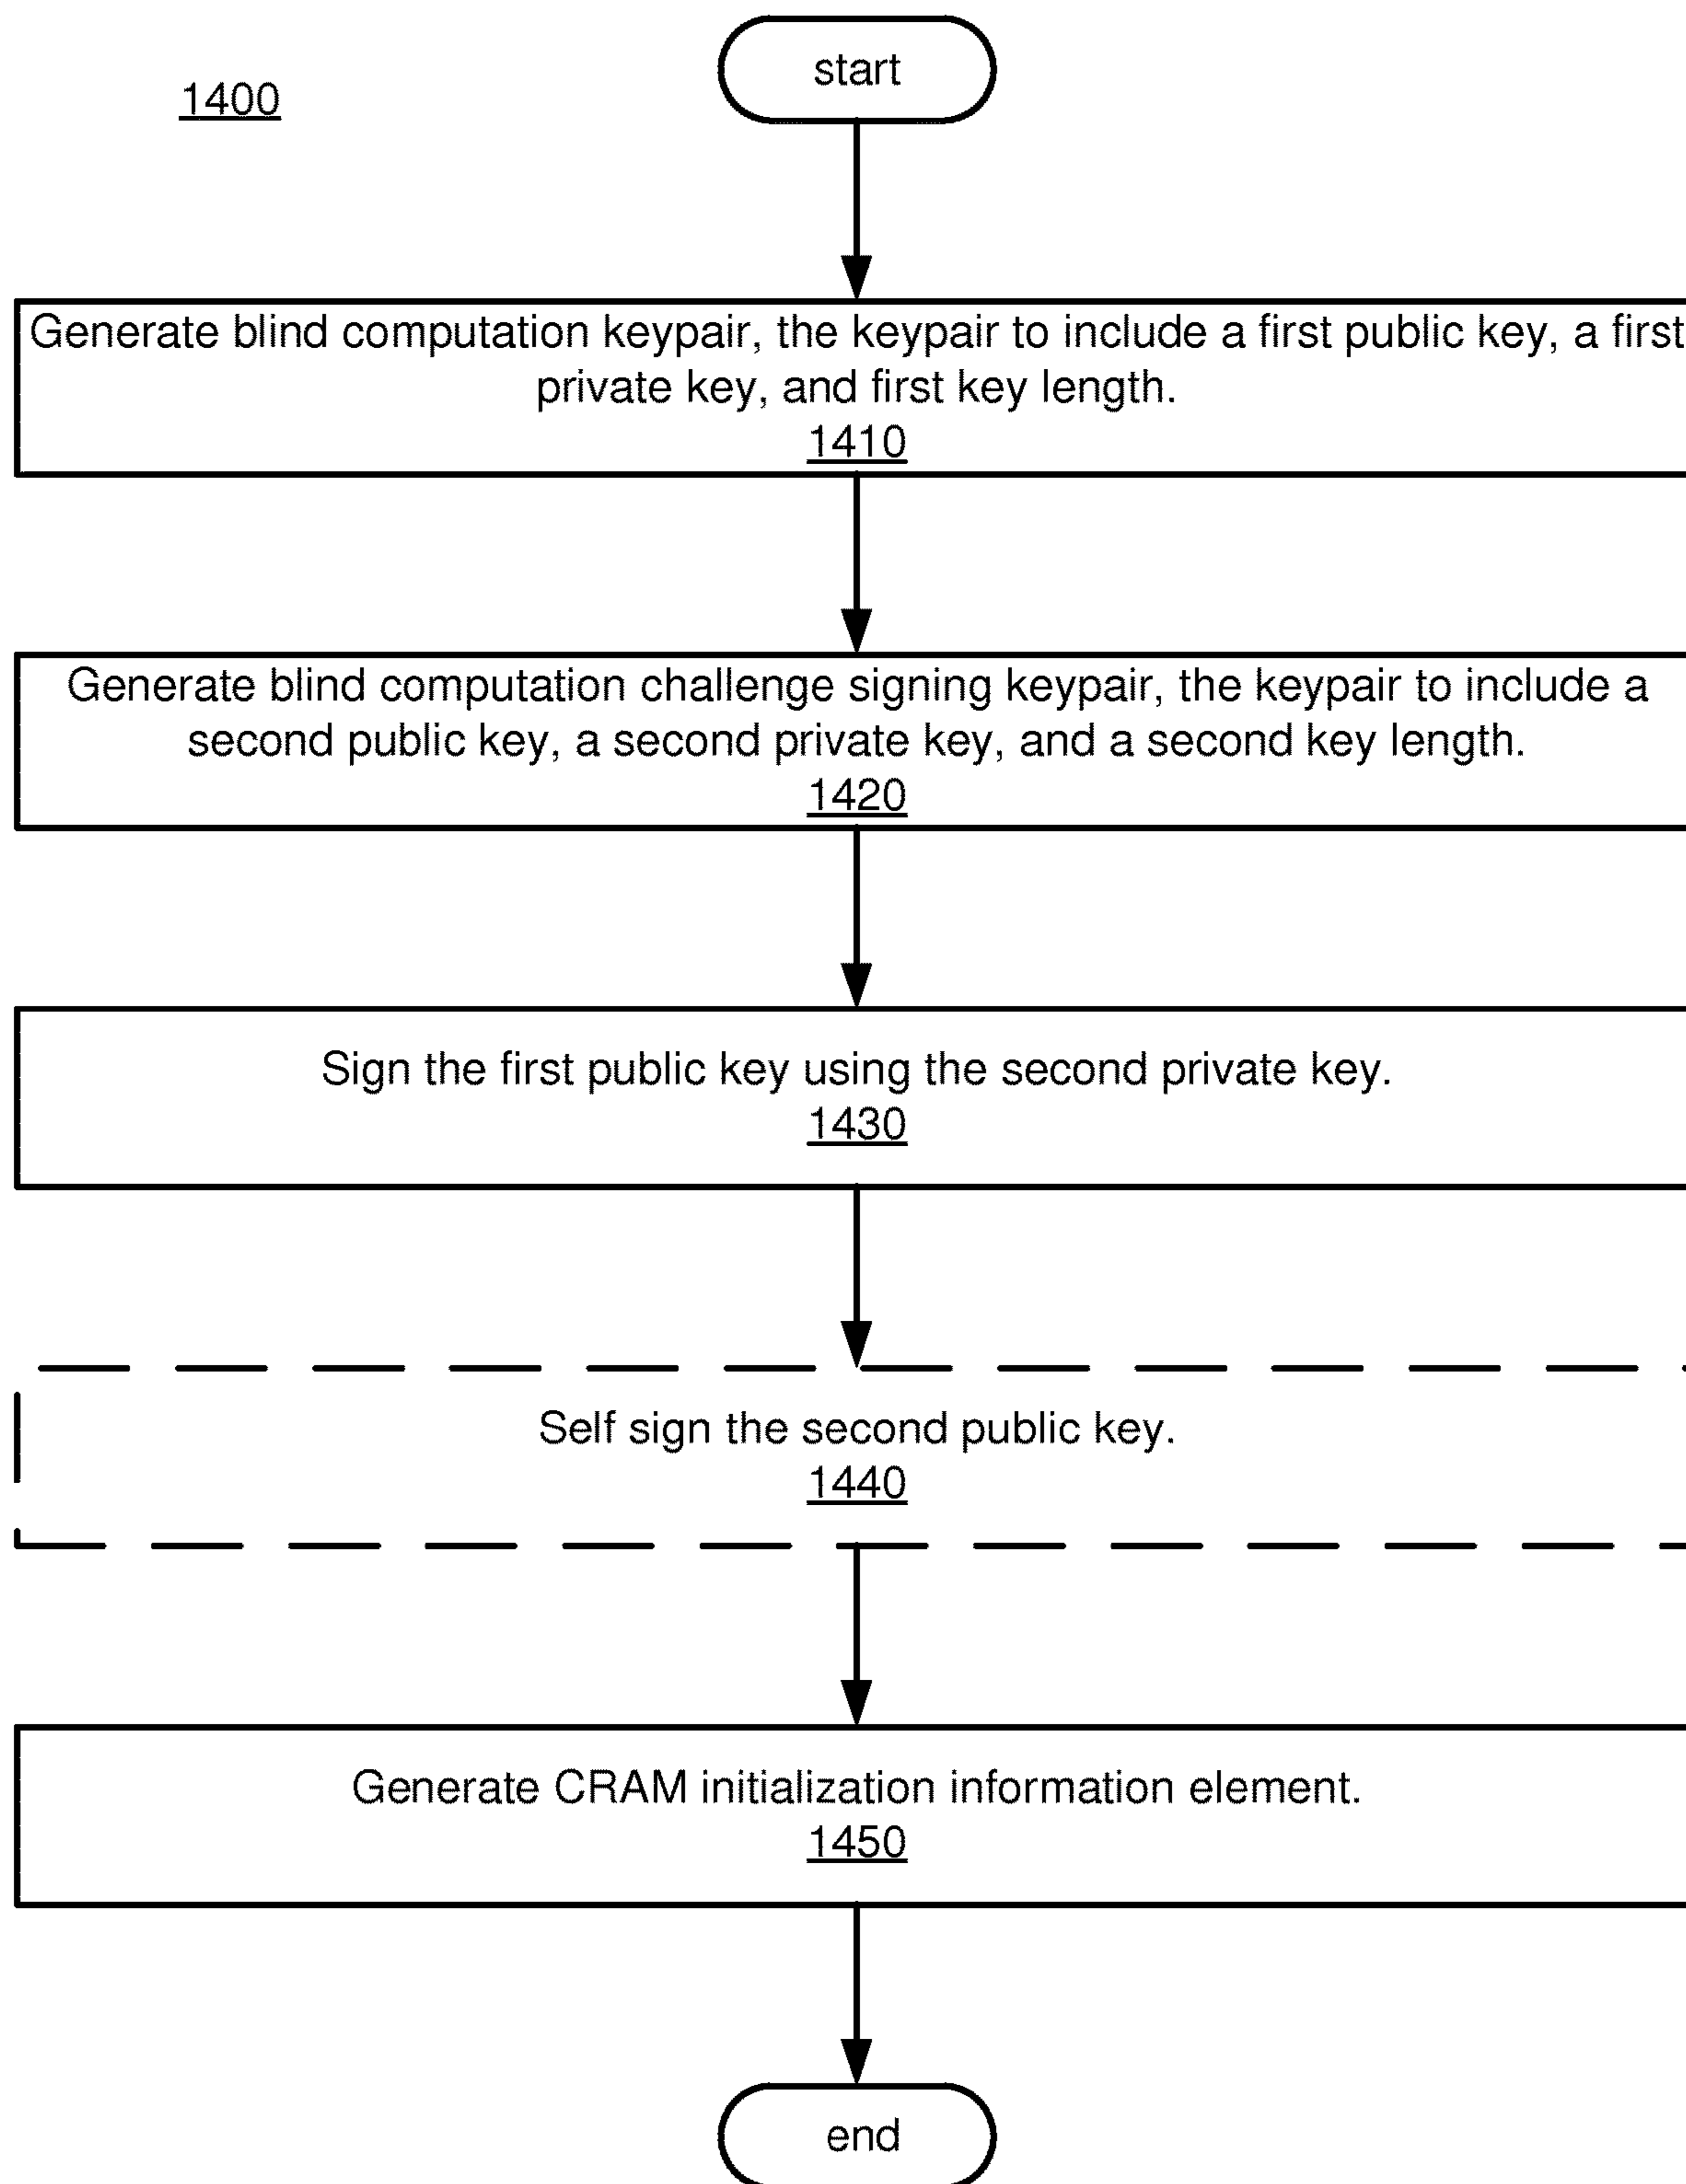 start
1400
Generate blind computation keypair, the keypair to include a first public key, a first
private key, and first key length.
1410
Generate blind computation challenge signing keypair, the keypair to include a
second public key, a second private key, and a second key length.
1420
Sign the first public key using the second private key.
1430
Self sign the second public key.
1440
Generate CRAM initialization information element.
1450
end